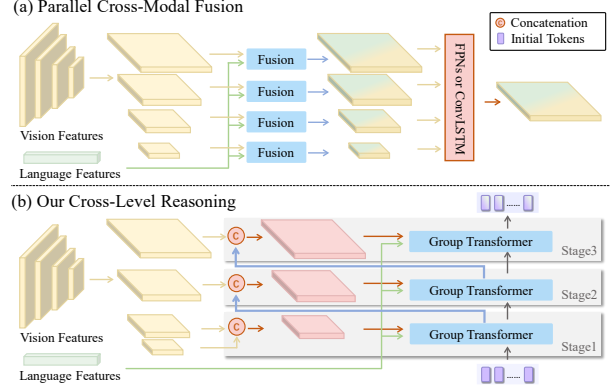 (a) Parallel Cross-Modal Fusion
C Concatenation
Initial Tokens
Fusion
Fusion
Fusion
Fusion
FPNs or ConvLSTM
Vision Features
Language Features
(b) Our Cross-Level Reasoning
......
C
Group Transformer
Stage3
C
Group Transformer
Stage2
C
Group Transformer
Stage1
Vision Features
Language Features
......